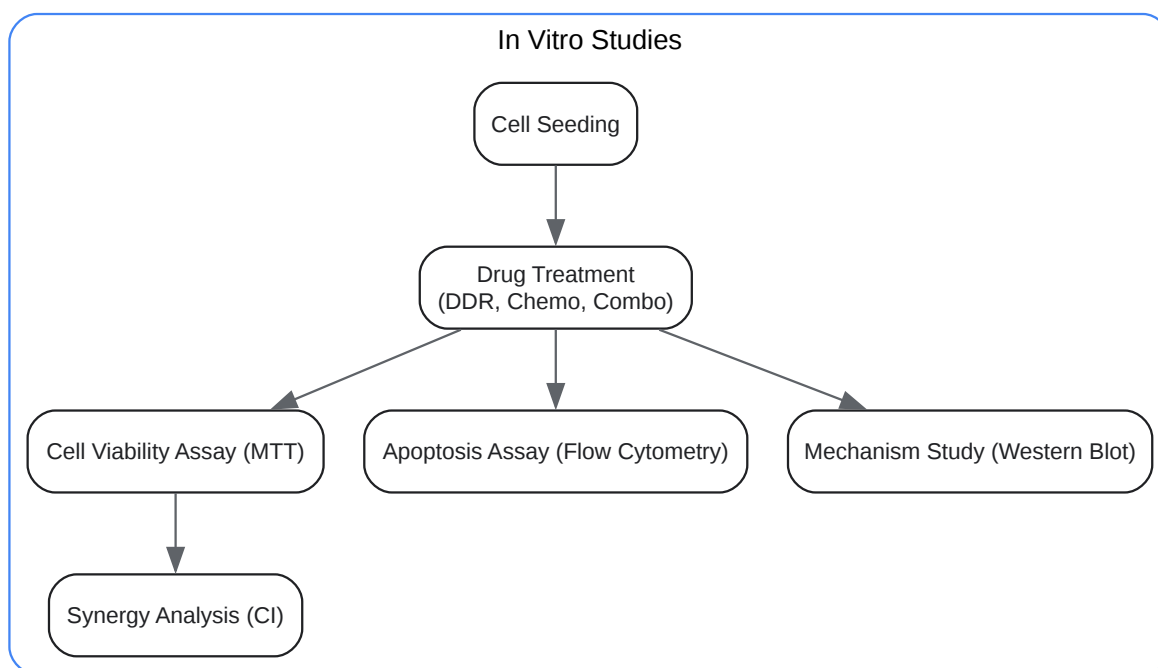 In Vitro Studies
Cell Seeding
Drug Treatment
(DDR, Chemo, Combo)
Cell Viability Assay (MTT)
Apoptosis Assay (Flow Cytometry)
Mechanism Study (Western Blot)
Synergy Analysis (CI)